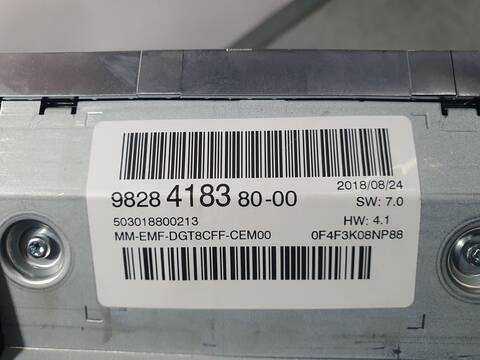 9828 4183 80-00
2018/08/24
SW: 7.0
503018800213
HW: 4.1
MM-EMF-DGT8CFF-CEM00
0F4F3K08NP88